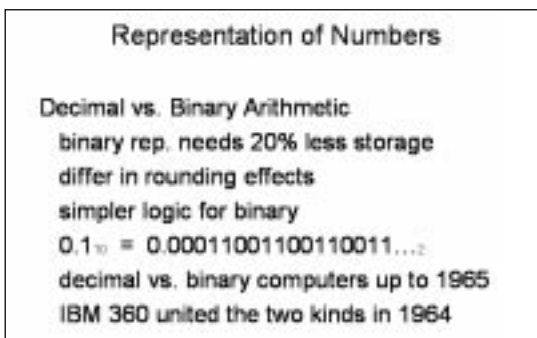 Representation of Numbers
Decimal vs. Binary Arithmetic
binary rep. needs 20% less storage
differ in rounding effects
simpler logic for binary
0.1₁₀ = 0.00011001100110011...₂
decimal vs. binary computers up to 1965
IBM 360 united the two kinds in 1964